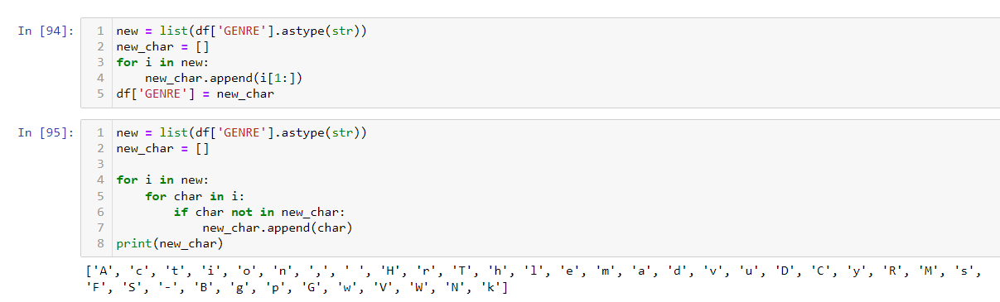 In [94]:
1 new = list(df['GENRE'].astype(str))
2 new_char = []
3 for i in new:
4     new_char.append(i[1:])
5 df['GENRE'] = new_char
In [95]:
1 new = list(df['GENRE'].astype(str))
2 new_char = []
3
4 for i in new:
5     for char in i:
6         if char not in new_char:
7             new_char.append(char)
8 print(new_char)
['A', 'c', 't', 'i', 'o', 'n', ',', ' ', 'H', 'r', 'T', 'h', 'l', 'e', 'm', 'a', 'd', 'v', 'u', 'D', 'C', 'y', 'R', 'M', 's',
'F', 'S', '-', 'B', 'g', 'p', 'G', 'w', 'V', 'W', 'N', 'k']